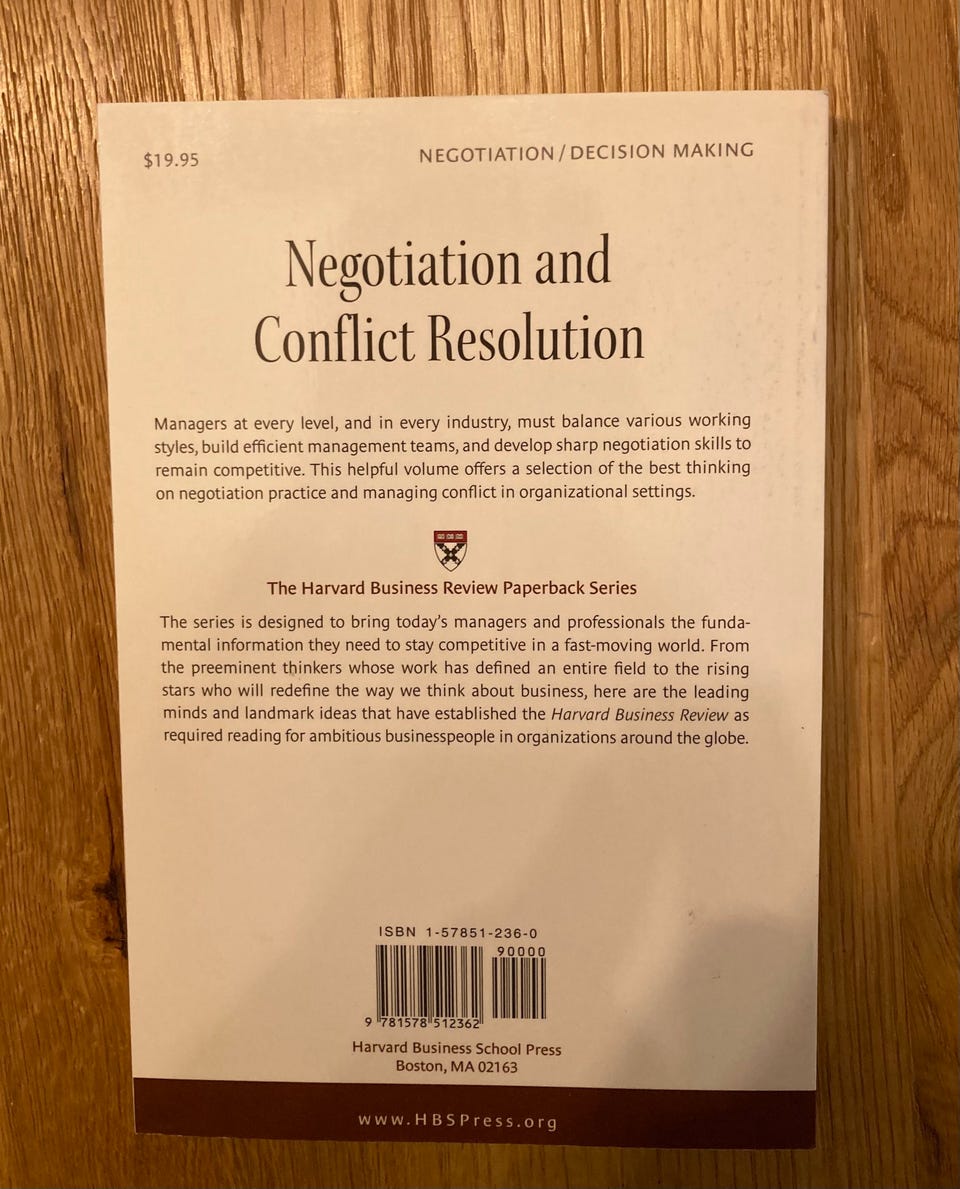 $19.95
NEGOTIATION / DECISION MAKING
Negotiation and
Conflict Resolution
Managers at every level, and in every industry, must balance various working
styles, build efficient management teams, and develop sharp negotiation skills to
remain competitive. This helpful volume offers a selection of the best thinking
on negotiation practice and managing conflict in organizational settings.
The Harvard Business Review Paperback Series
The series is designed to bring today's managers and professionals the funda-
mental information they need to stay competitive in a fast-moving world. From
the preeminent thinkers whose work has defined an entire field to the rising
stars who will redefine the way we think about business, here are the leading
minds and landmark ideas that have established the Harvard Business Review as
required reading for ambitious businesspeople in organizations around the globe.
ISBN 1-57851-236-0
90000
9 781578 512362
Harvard Business School Press
Boston, MA 02163
www.HBSPress.org